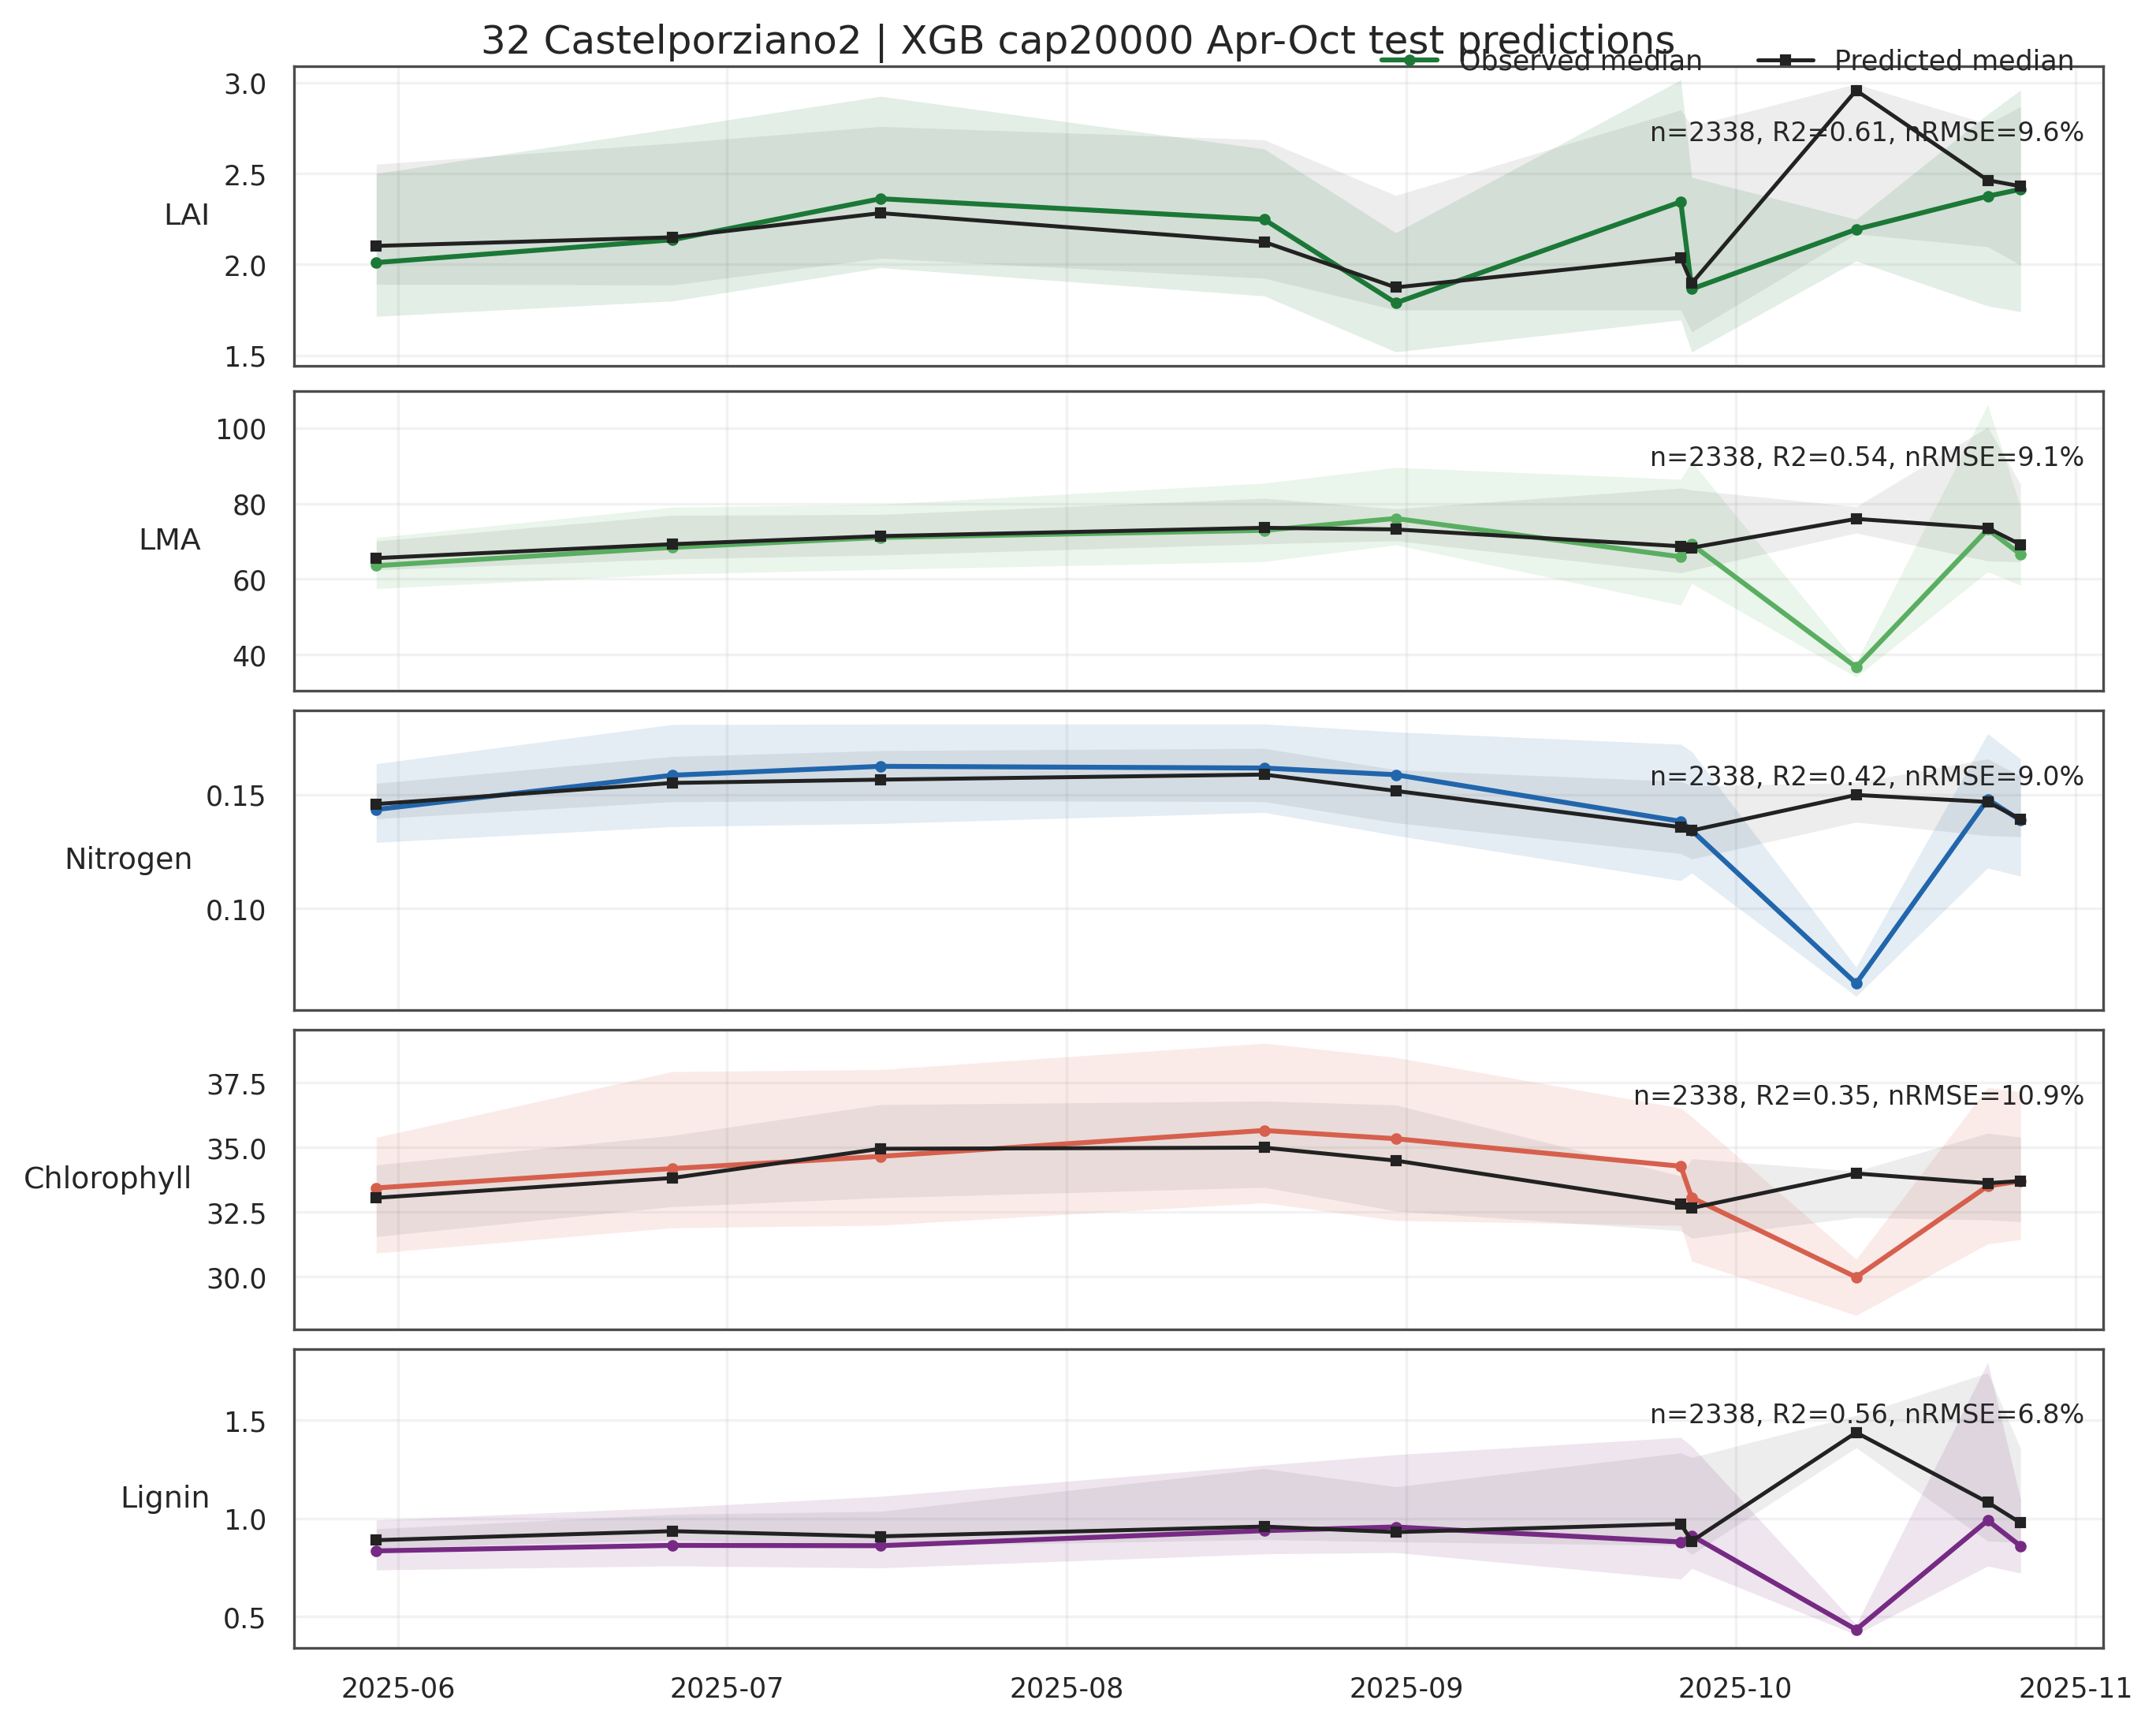 32 Castelporziano2 | XGB cap20000 Apr-Oct test predictions
Observed median
Predicted median
3.0
2.5
2.0
1.5
LAI
n=2338, R2=0.61, nRMSE=9.6%
100
80
60
40
LMA
n=2338, R2=0.54, nRMSE=9.1%
0.15
0.10
Nitrogen
n=2338, R2=0.42, nRMSE=9.0%
37.5
35.0
32.5
30.0
Chlorophyll
n=2338, R2=0.35, nRMSE=10.9%
1.5
1.0
0.5
Lignin
n=2338, R2=0.56, nRMSE=6.8%
2025-06
2025-07
2025-08
2025-09
2025-10
2025-11